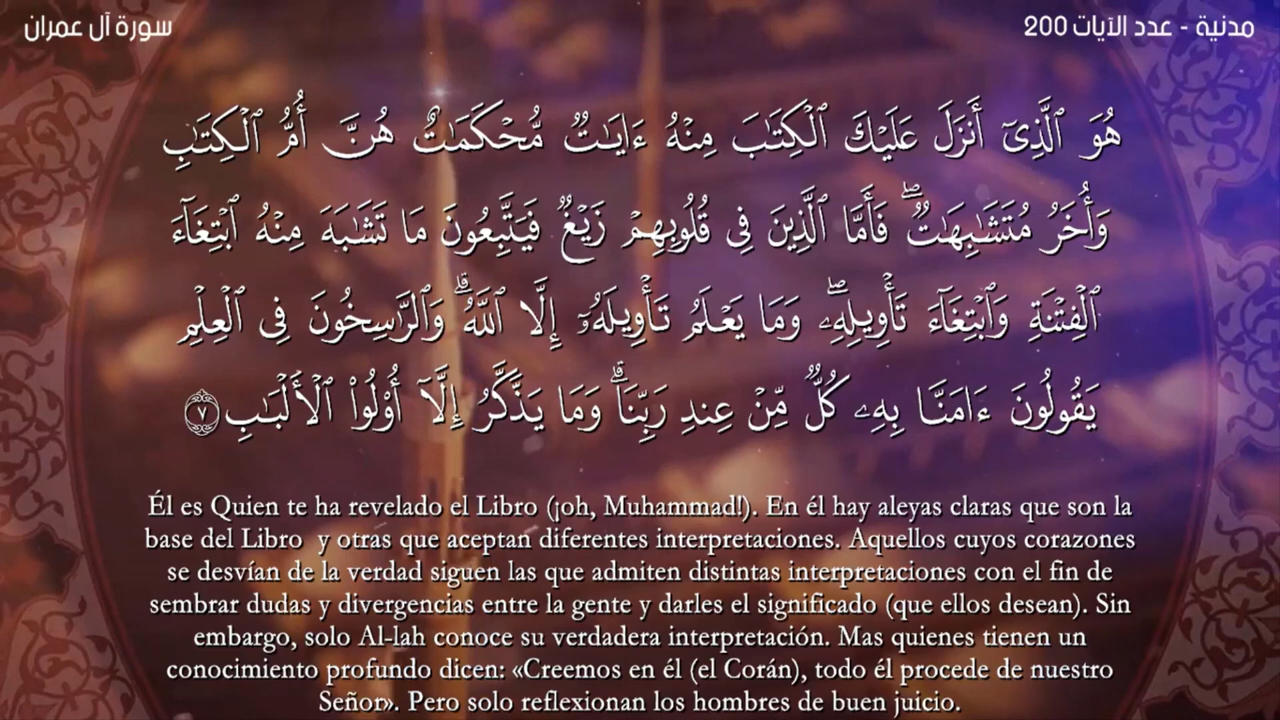 سورة آل عمران
مدنية - عدد الآيات 200
هُوَ ٱلَّذِىٓ أَنزَلَ عَلَيْكَ ٱلْكِتَٰبَ مِنْهُ ءَايَٰتٌ مُّحْكَمَٰتٌ هُنَّ أُمُّ ٱلْكِتَٰبِ
وَأُخَرُ مُتَشَٰبِهَٰتٌ ۖ فَأَمَّا ٱلَّذِينَ فِى قُلُوبِهِمْ زَيْغٌ فَيَتَّبِعُونَ مَا تَشَٰبَهَ مِنْهُ ٱبْتِغَآءَ
ٱلْفِتْنَةِ وَٱبْتِغَآءَ تَأْوِيلِهِۦ ۖ وَمَا يَعْلَمُ تَأْوِيلَهُۥٓ إِلَّا ٱللَّهُ ۗ وَٱلرَّٰسِخُونَ فِى ٱلْعِلْمِ
يَقُولُونَ ءَامَنَّا بِهِۦ كُلٌّ مِّنْ عِندِ رَبِّنَا ۗ وَمَا يَذَّكَّرُ إِلَّآ أُو۟لُوا۟ ٱلْأَلْبَٰبِ ٧
Él es Quien te ha revelado el Libro (¡oh, Muhammad!). En él hay aleyas claras que son la
base del Libro y otras que aceptan diferentes interpretaciones. Aquellos cuyos corazones
se desvían de la verdad siguen las que admiten distintas interpretaciones con el fin de
sembrar dudas y divergencias entre la gente y darles el significado (que ellos desean). Sin
embargo, solo Al-lah conoce su verdadera interpretación. Mas quienes tienen un
conocimiento profundo dicen: «Creemos en él (el Corán), todo él procede de nuestro
Señor». Pero solo reflexionan los hombres de buen juicio.